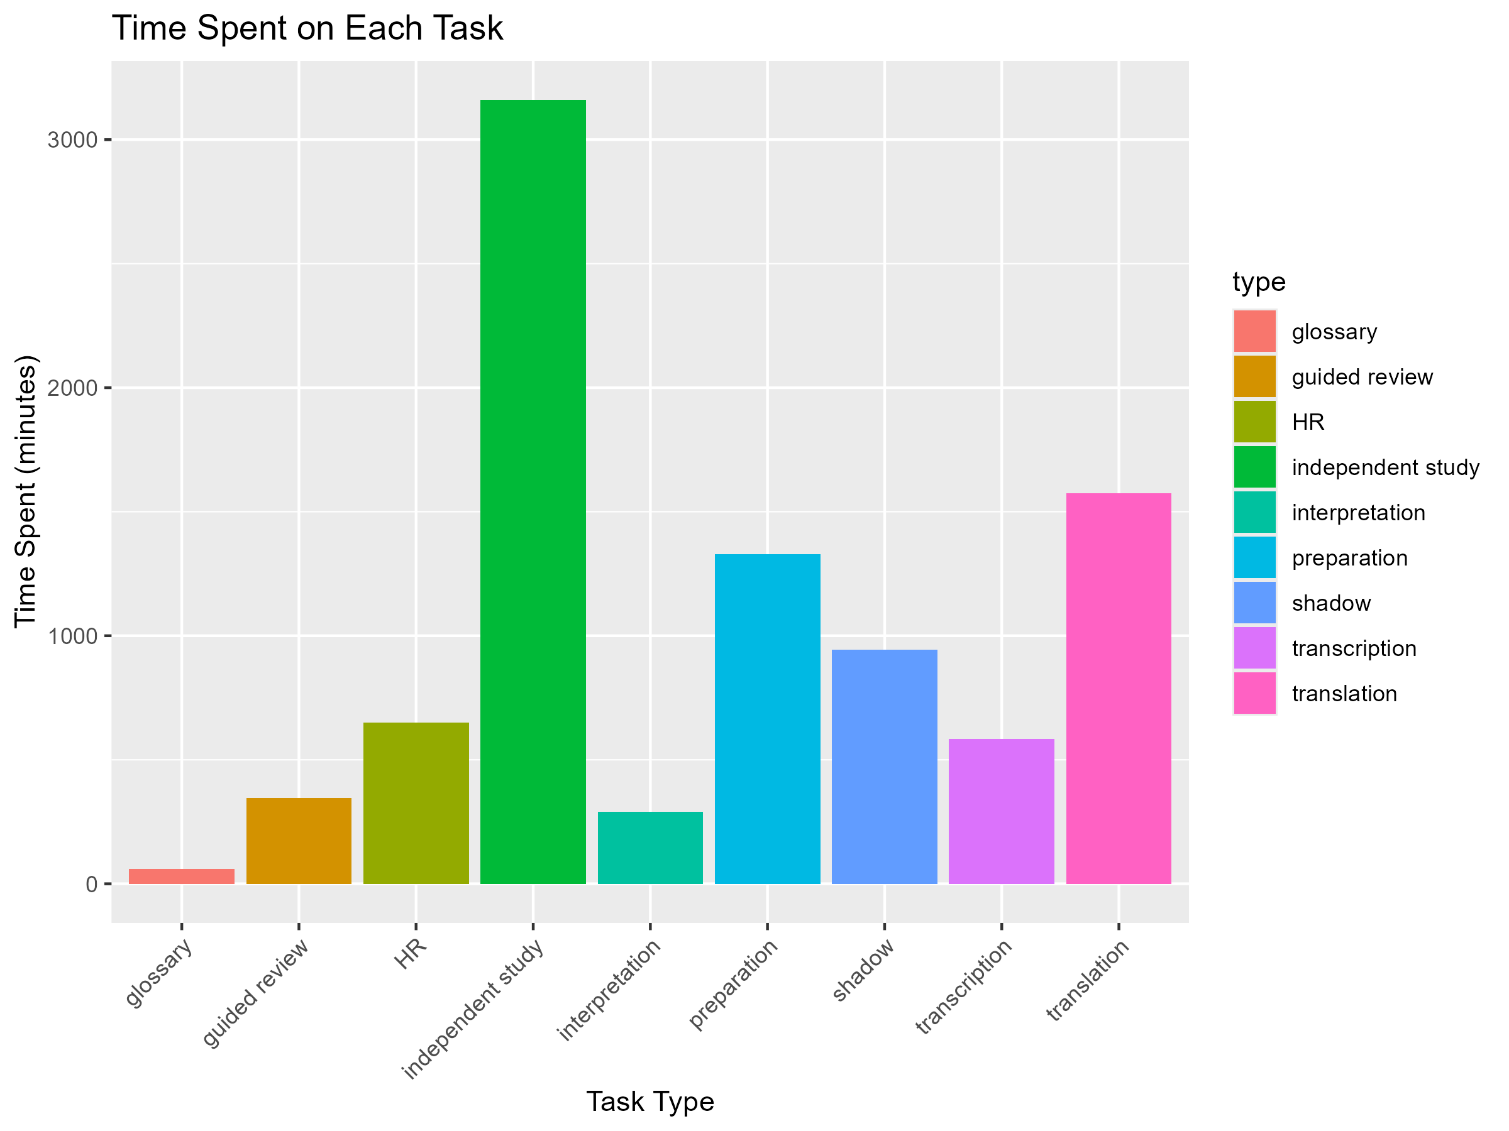 Time Spent on Each Task
Time Spent (minutes)
3000
2000
1000
0
glossary
guided review
HR
independent study
interpretation
preparation
shadow
transcription
translation
Task Type
type
glossary
guided review
HR
independent study
interpretation
preparation
shadow
transcription
translation